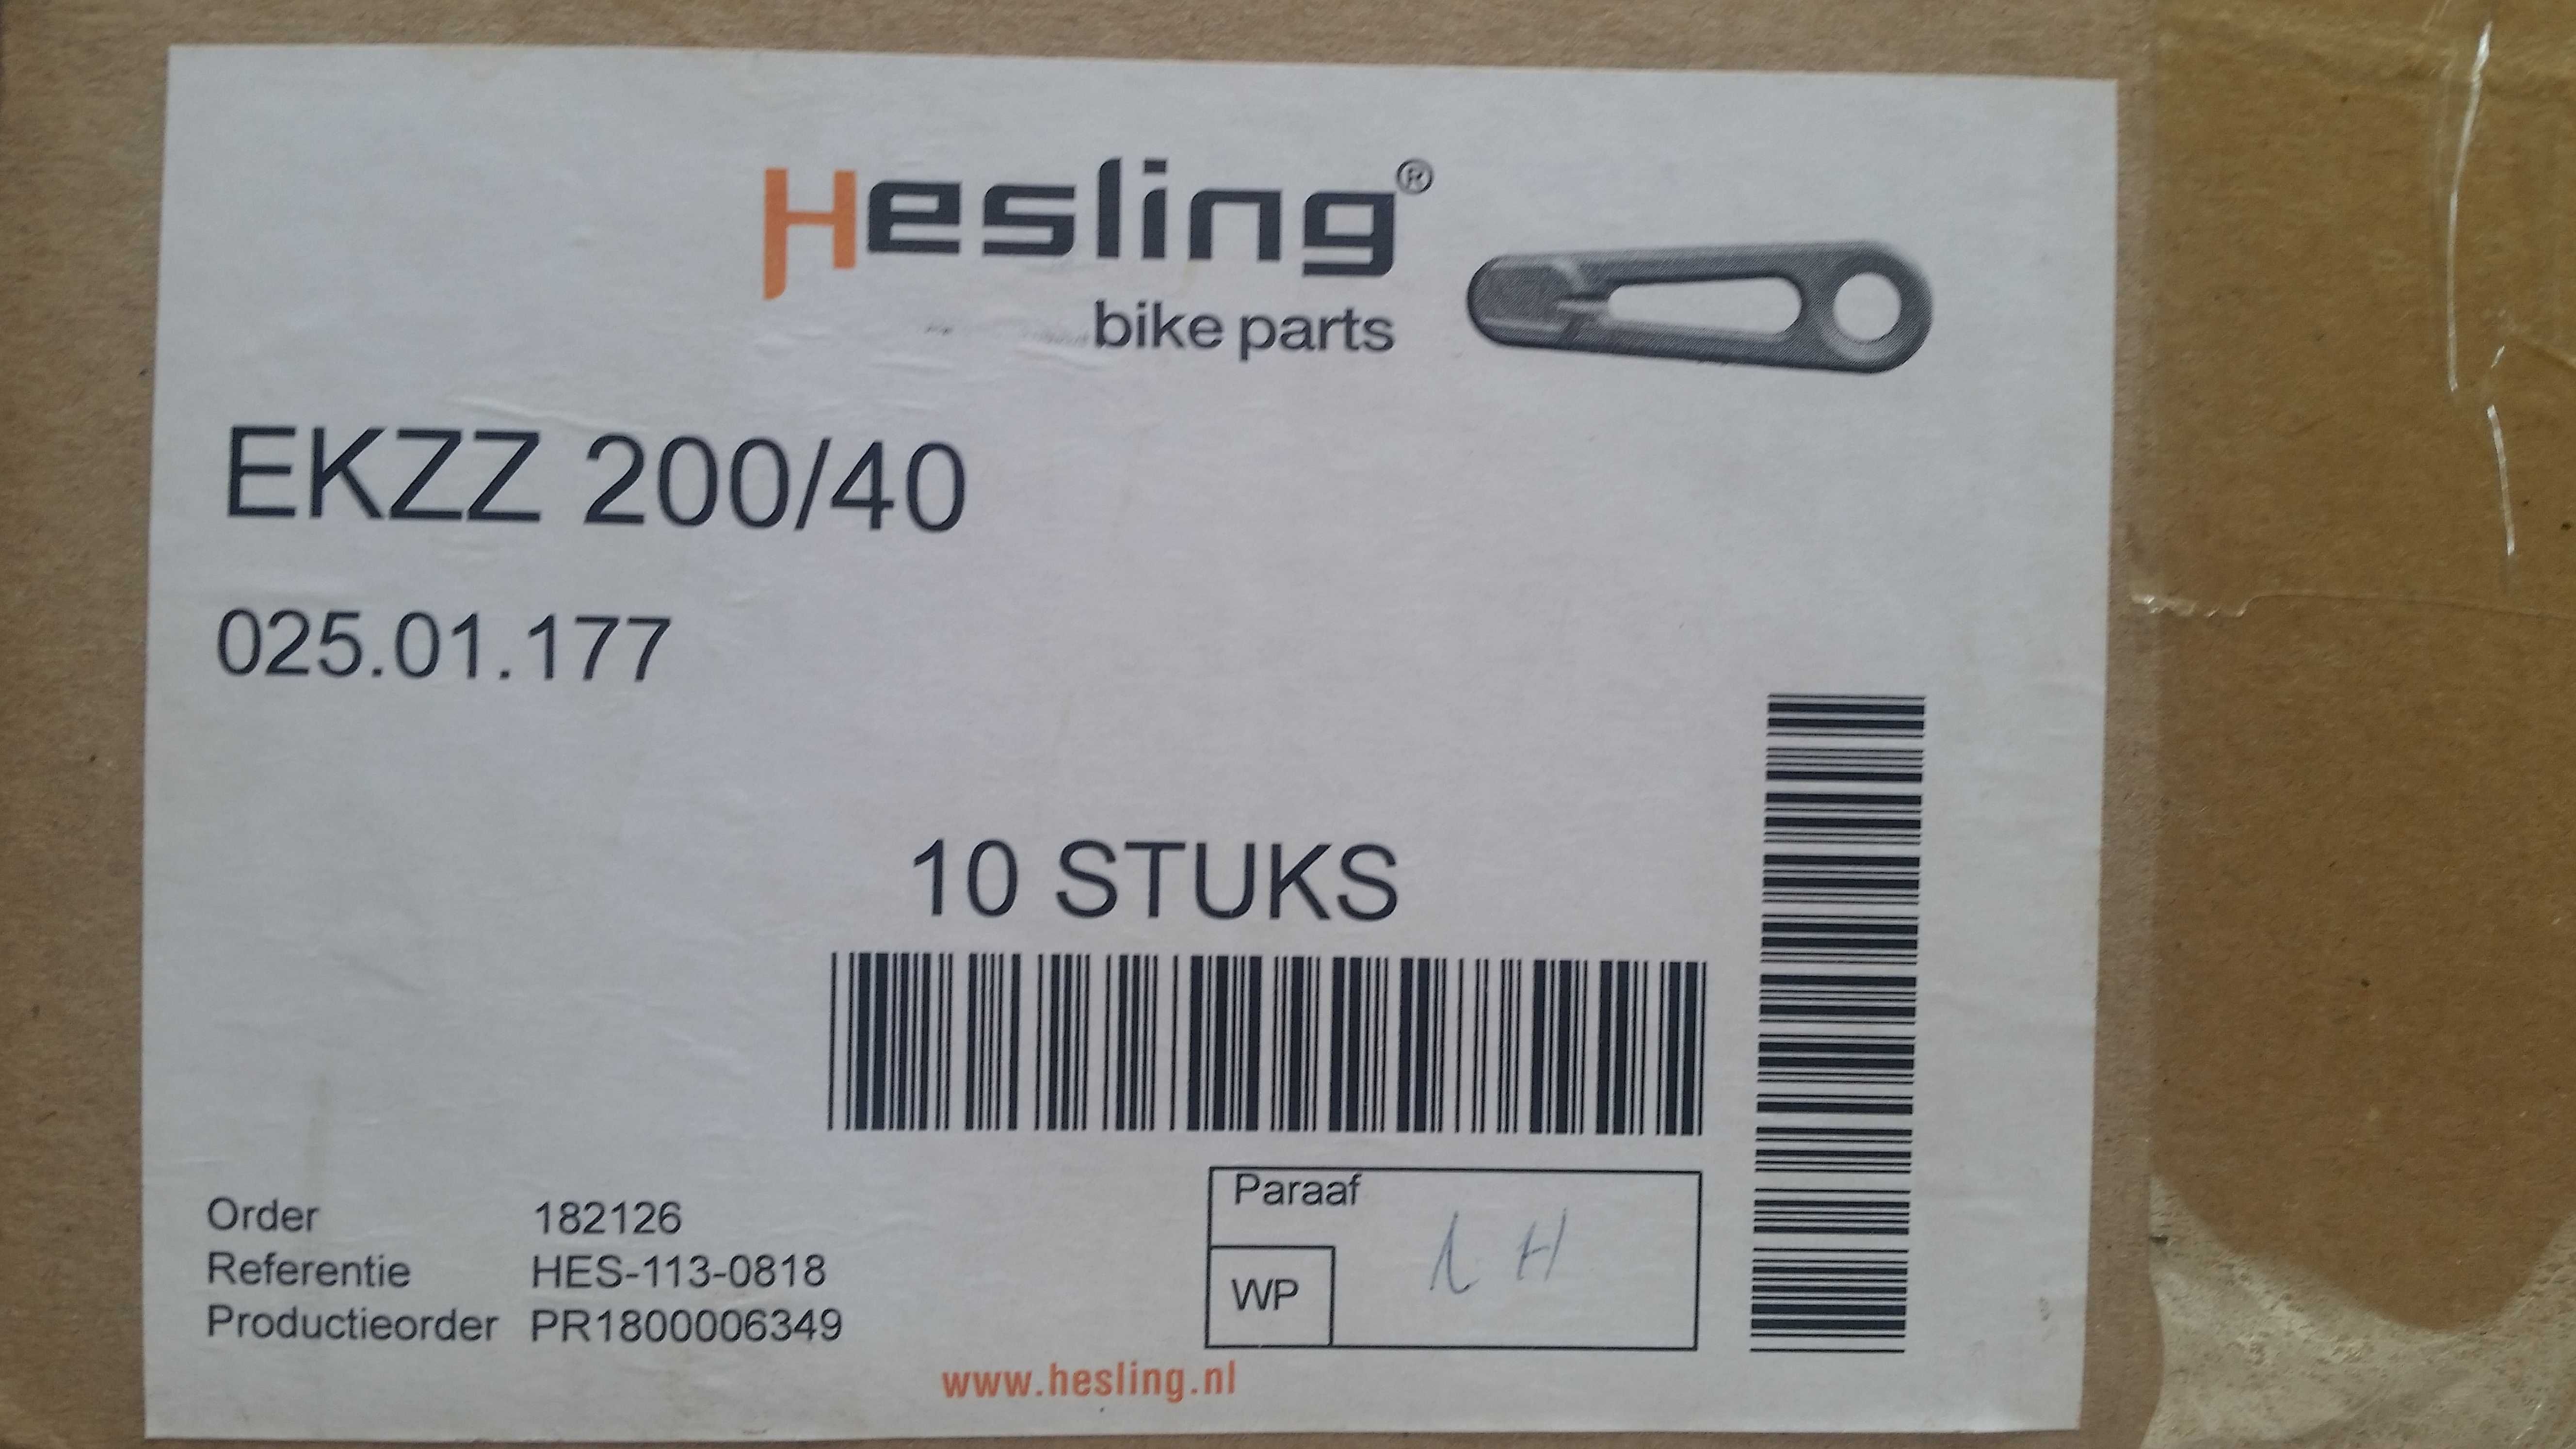 Hesling®
bike parts
EKZZ 200/40
025.01.177
10 STUKS
Order 182126
Referentie HES-113-0818
Productieorder PR1800006349
Paraaf
WP
www.hesling.nl